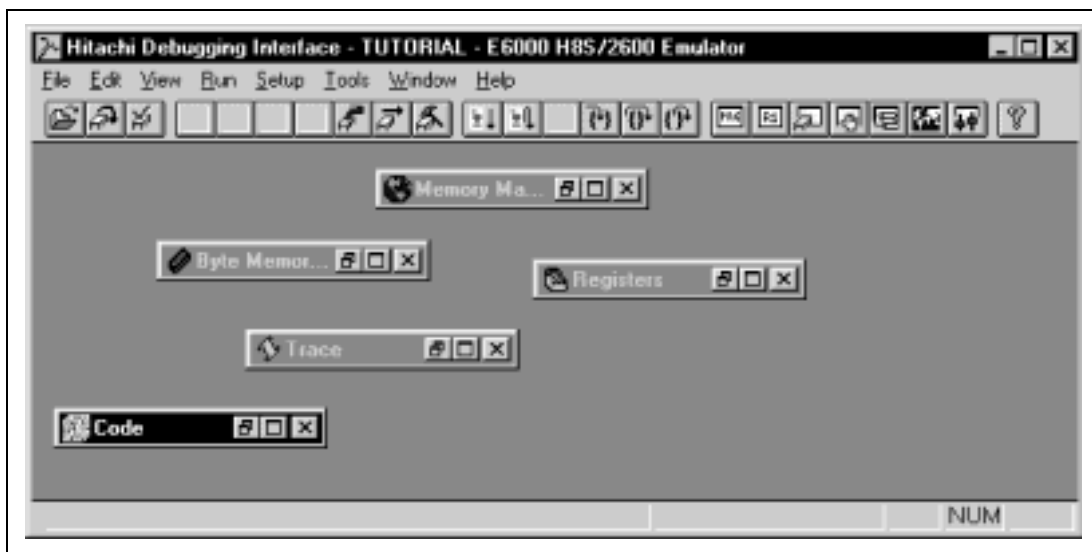 Hitachi Debugging Interface - TUTORIAL - E6000 H8S/2600 Emulator
File Edit View Run Setup Tools Window Help
Memory Ma...
Byte Memor...
Registers
Trace
Code
NUM